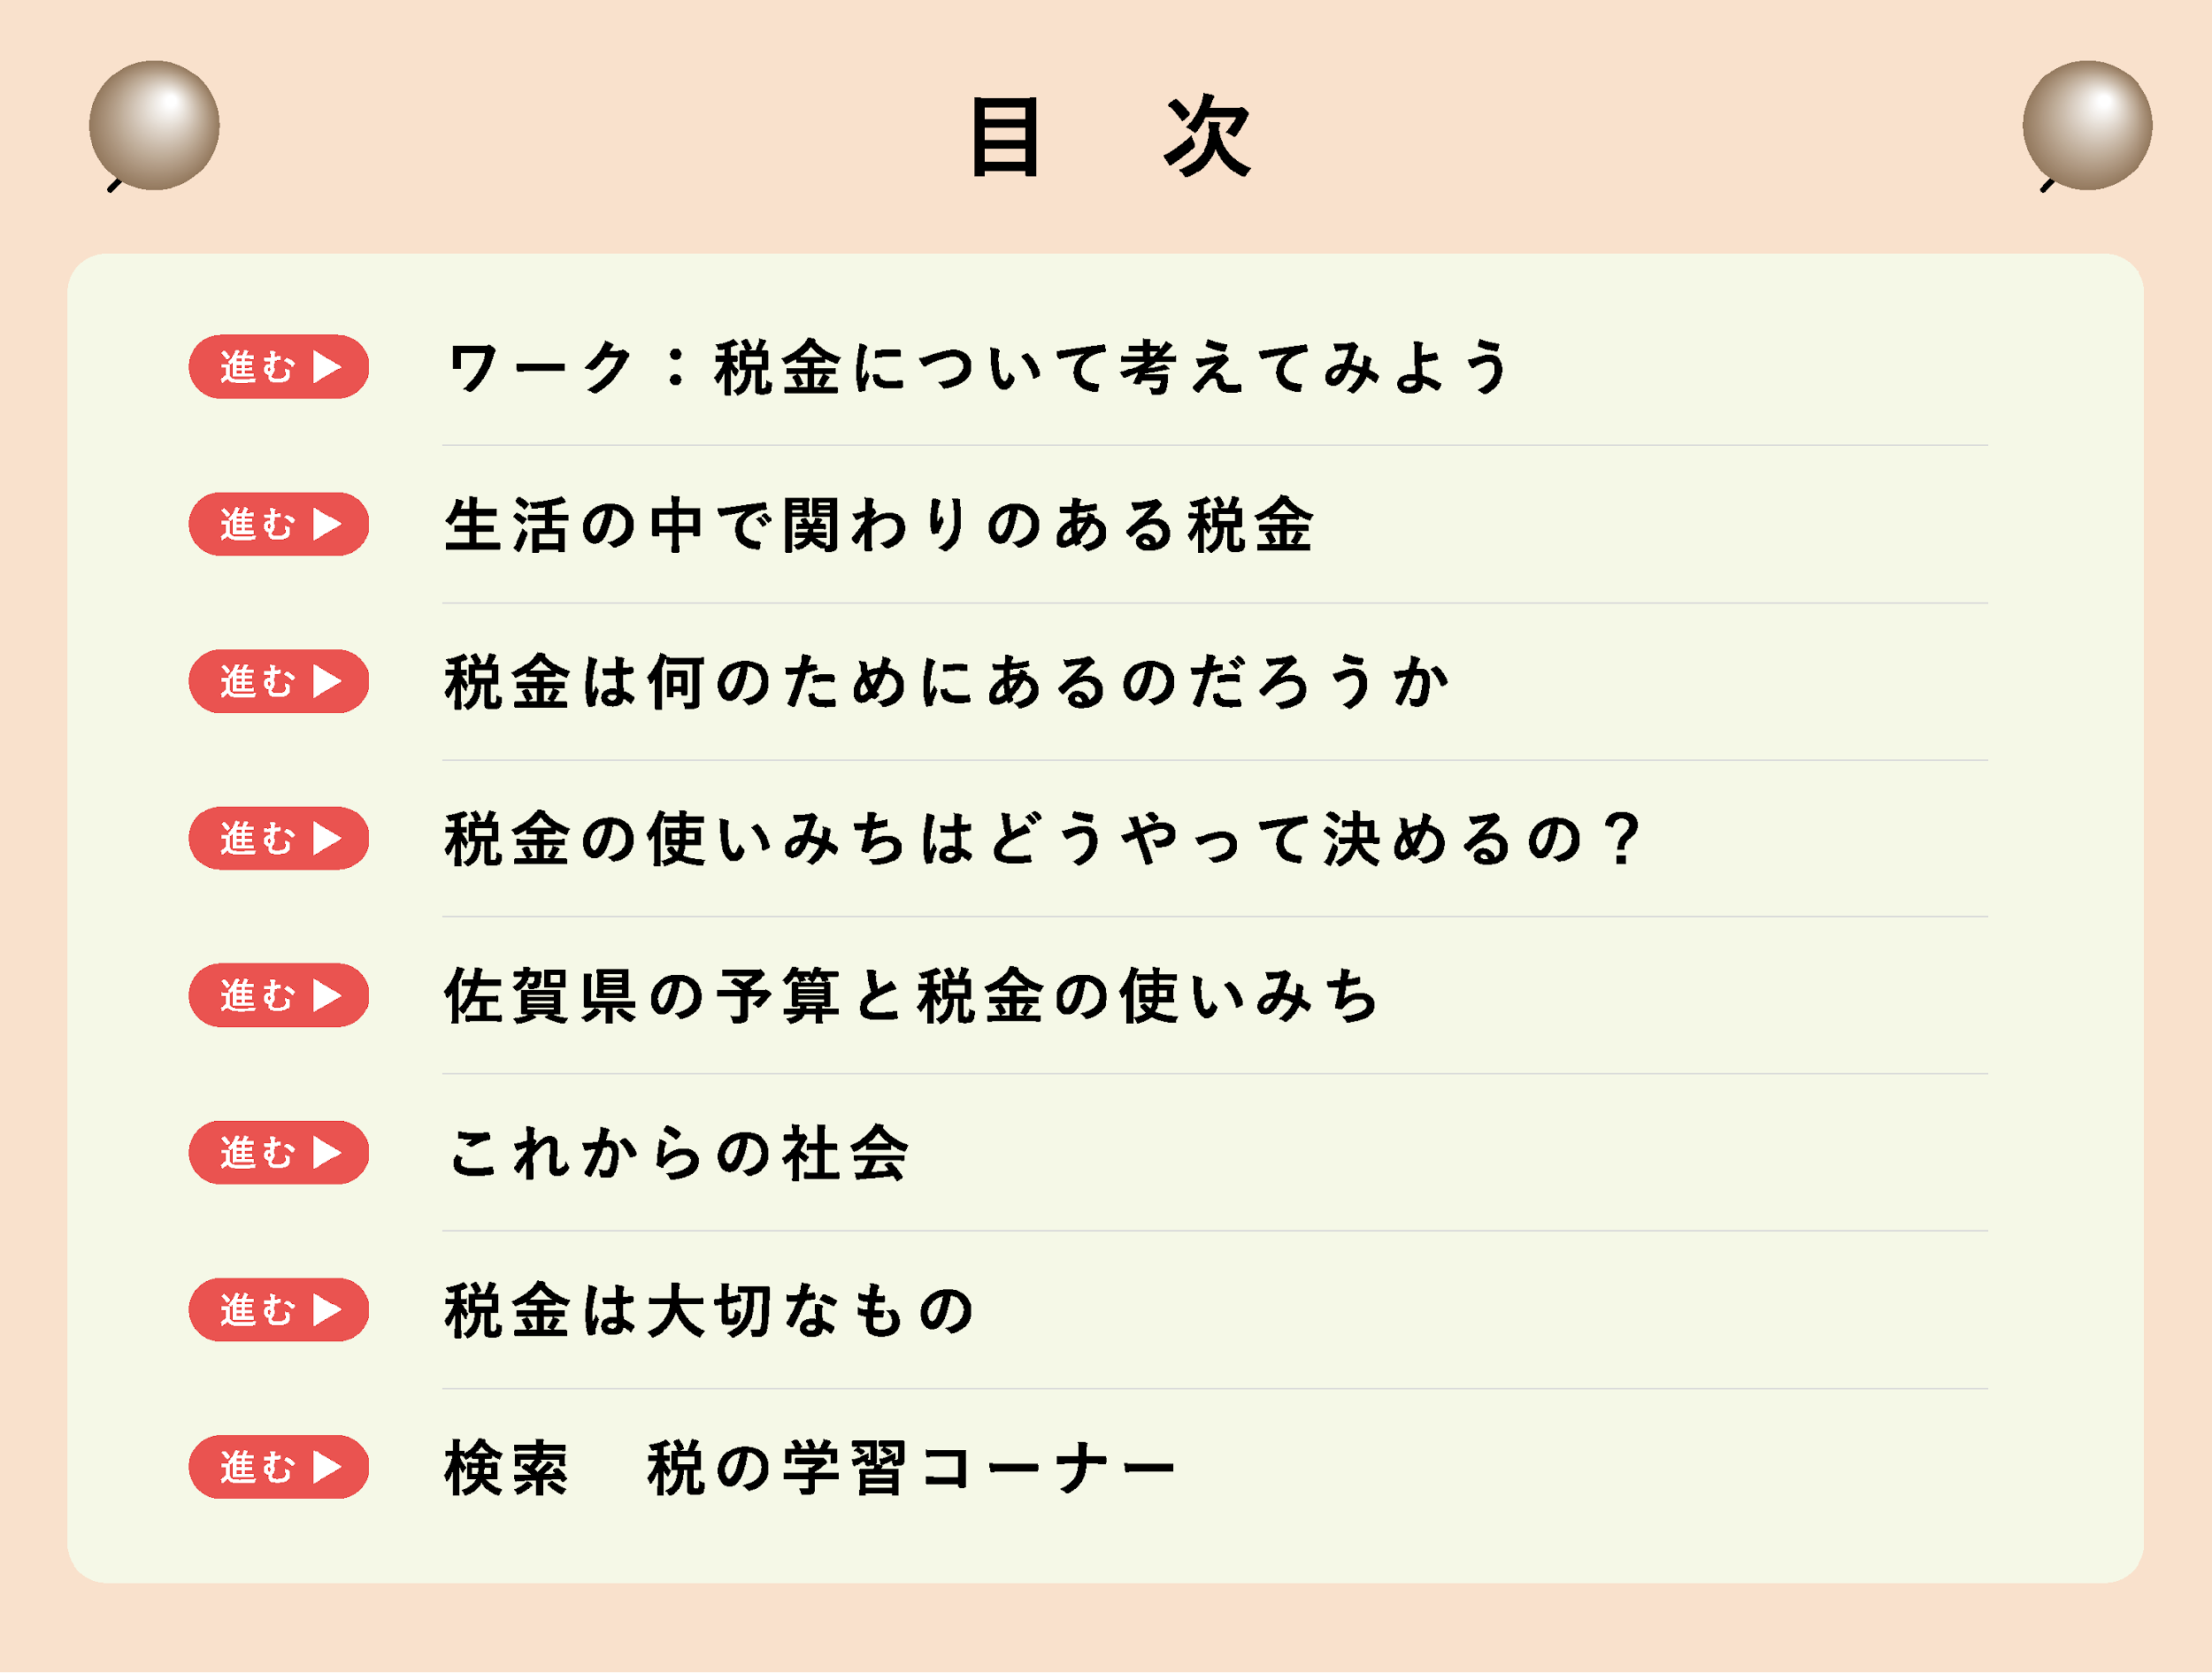 目　次
進む▶　ワーク：税金について考えてみよう
進む▶　生活の中で関わりのある税金
進む▶　税金は何のためにあるのだろうか
進む▶　税金の使いみちはどうやって決めるの？
進む▶　佐賀県の予算と税金の使いみち
進む▶　これからの社会
進む▶　税金は大切なもの
進む▶　検索　税の学習コーナー